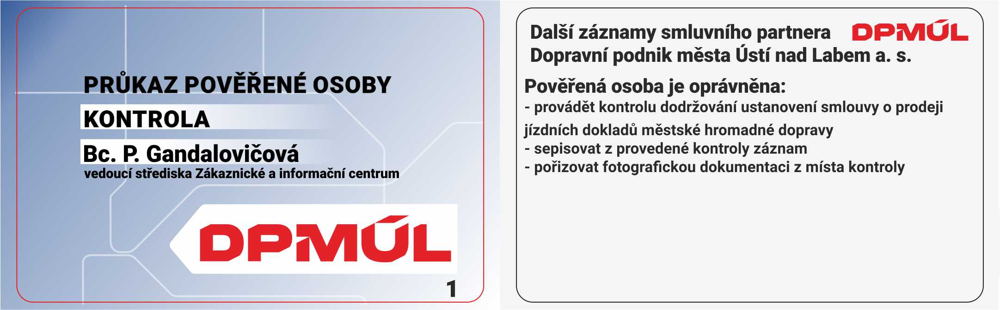 PRŮKAZ POVĚŘENÉ OSOBY
KONTROLA
Bc. P. Gandalovičová
vedoucí střediska Zákaznické a informační centrum
DPMÚL
1
Další záznamy smluvního partnera DPMÚL
Dopravní podnik města Ústí nad Labem a. s.
Pověřená osoba je oprávněna:
- provádět kontrolu dodržování ustanovení smlouvy o prodeji
jízdních dokladů městské hromadné dopravy
- sepisovat z provedené kontroly záznam
- pořizovat fotografickou dokumentaci z místa kontroly